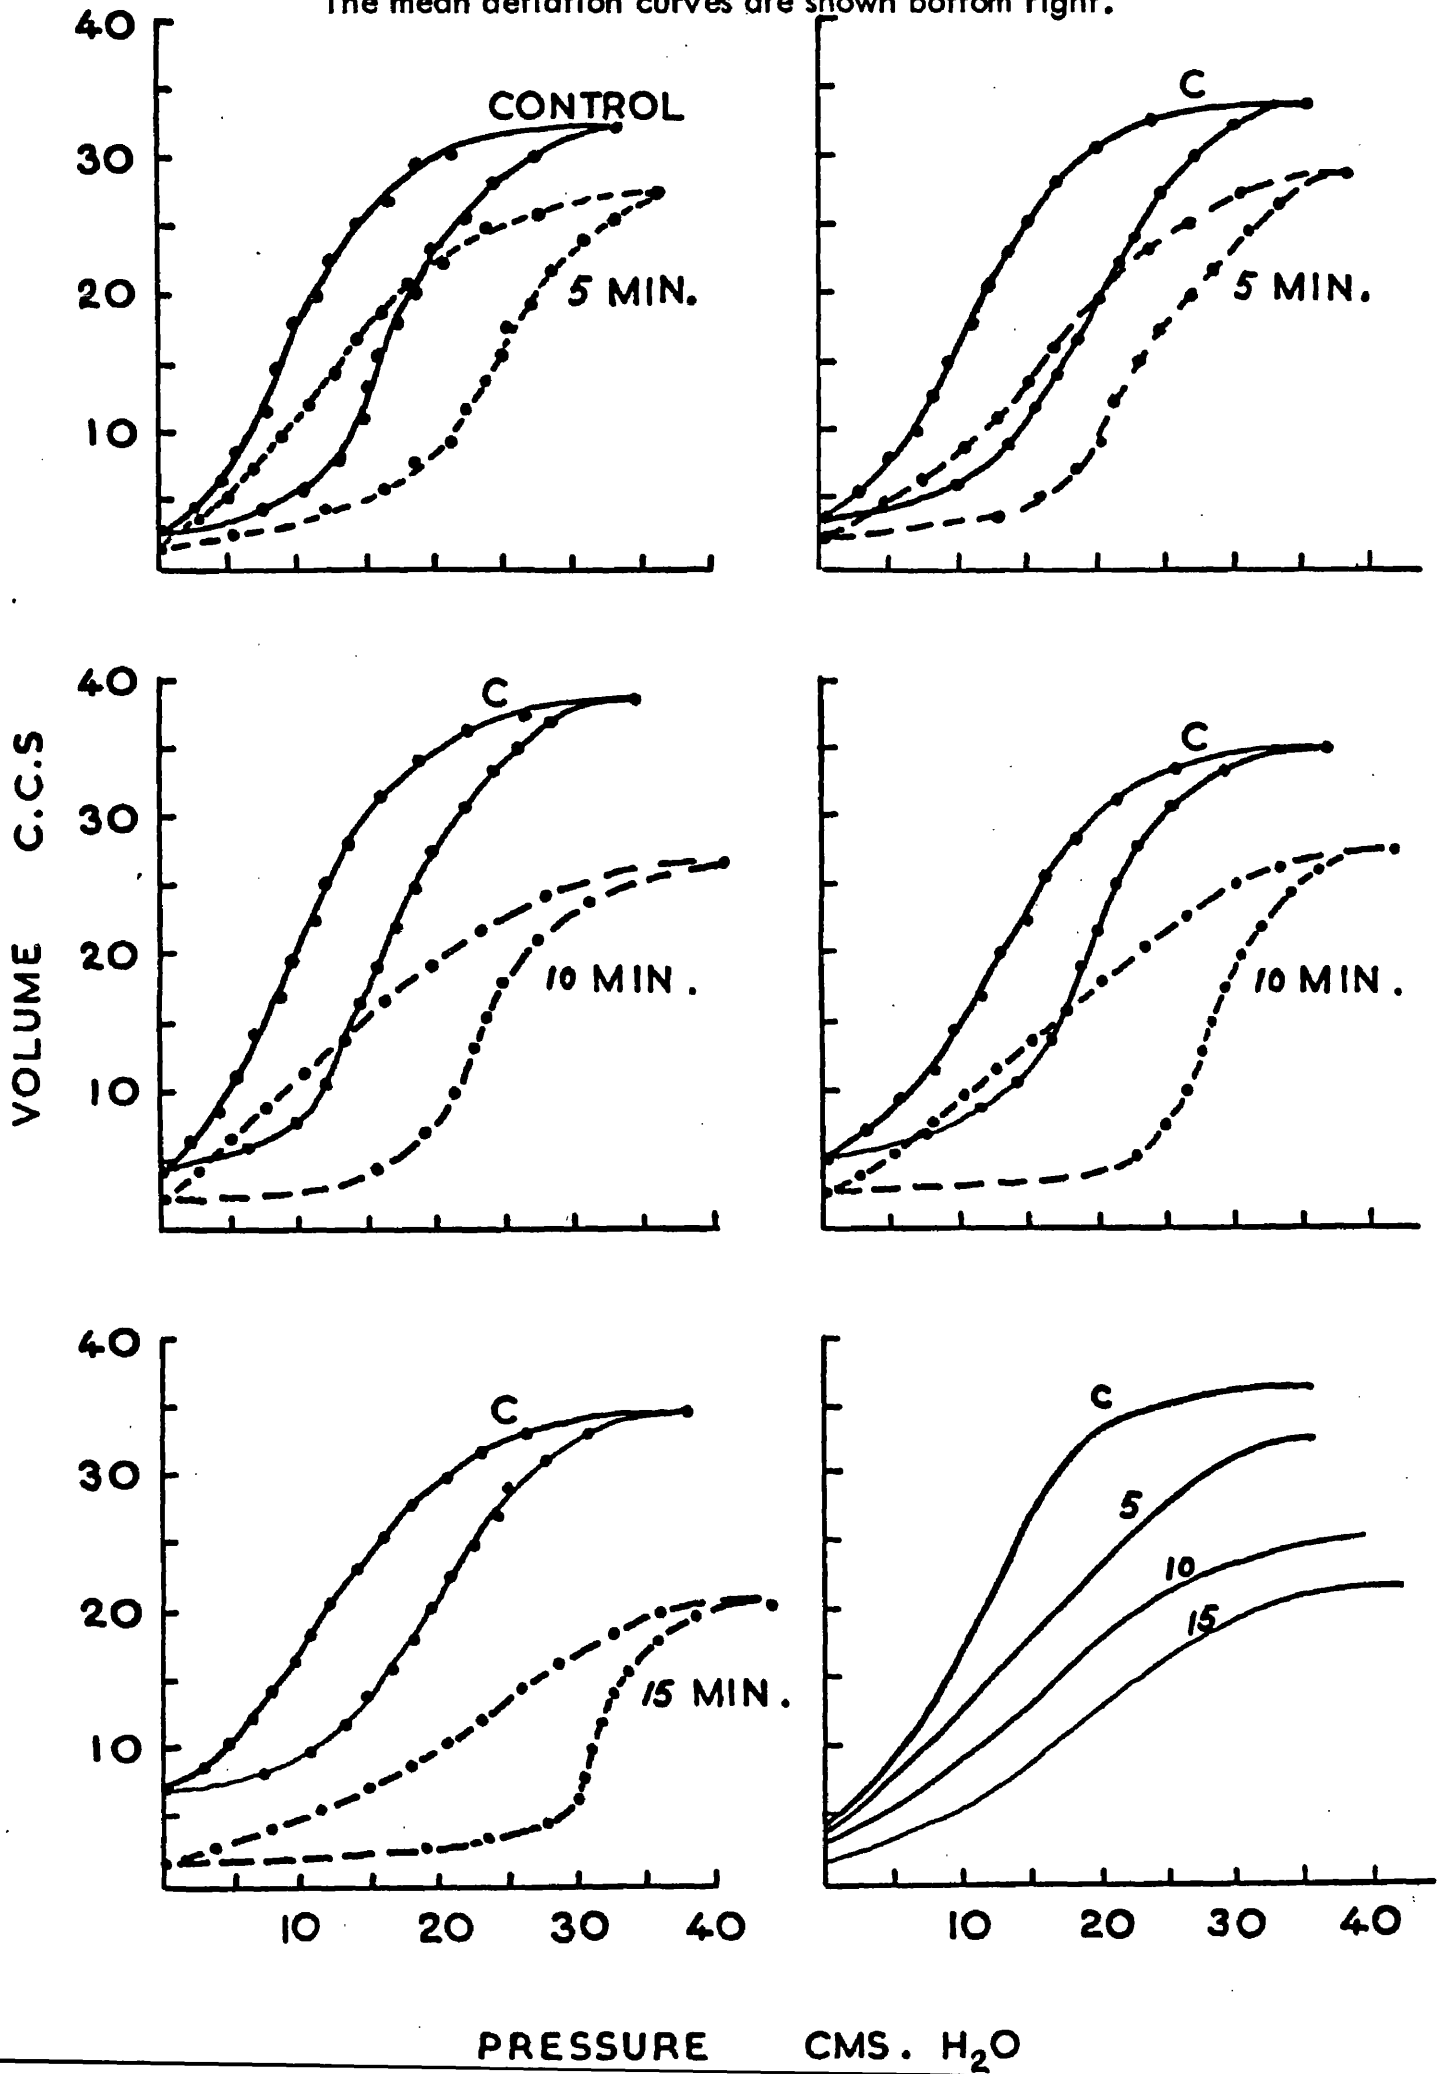 The mean deflation curves are shown bottom right.
40
30
20
10
CONTROL
5 MIN.
C
5 MIN.
VOLUME C.C.S
40
30
20
10
C
10 MIN.
C
10 MIN.
40
30
20
10
C
15 MIN.
10 20 30 40
C
5
10
15
10 20 30 40
PRESSURE CMS. H₂O